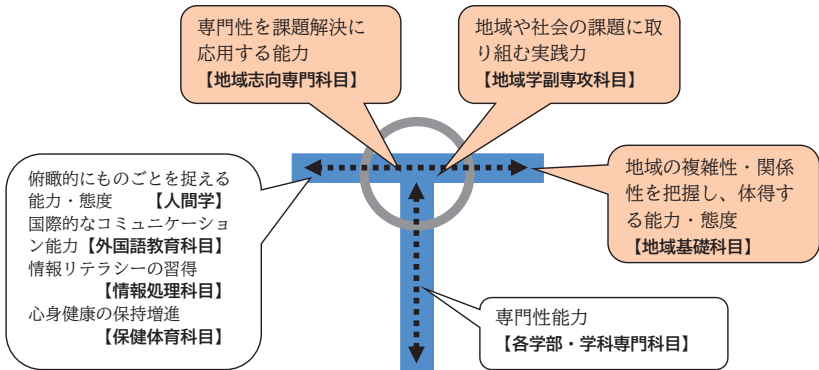 専門性を課題解決に
応用する能力
【地域志向専門科目】
地域や社会の課題に取
り組む実践力
【地域学副専攻科目】
俯瞰的にものごとを捉える
能力・態度　【人間学】
国際的なコミュニケーショ
ン能力【外国語教育科目】
情報リテラシーの習得
【情報処理科目】
心身健康の保持増進
【保健体育科目】
地域の複雑性・関係
性を把握し、体得す
る能力・態度
【地域基礎科目】
専門性能力
【各学部・学科専門科目】